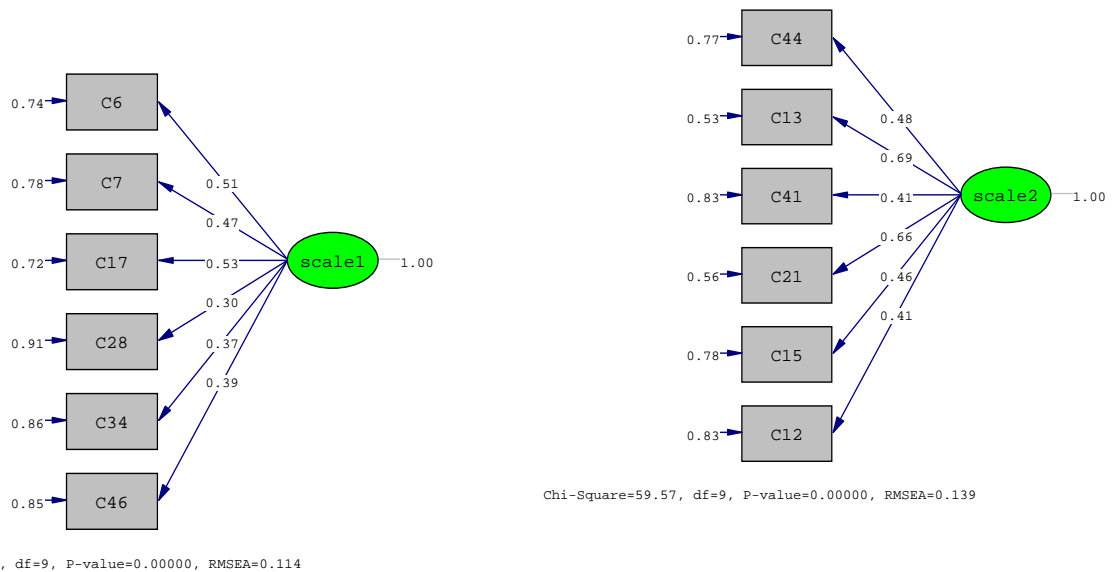 0.74
C6
0.78
C7
0.72
C17
0.91
C28
0.86
C34
0.85
C46
0.51
0.47
0.53
0.30
0.37
0.39
scale1
1.00
, df=9, P-value=0.00000, RMSEA=0.114
0.77
C44
0.53
C13
0.83
C41
0.56
C21
0.78
C15
0.83
C12
0.48
0.69
0.41
0.66
0.46
0.41
scale2
1.00
Chi-Square=59.57, df=9, P-value=0.00000, RMSEA=0.139